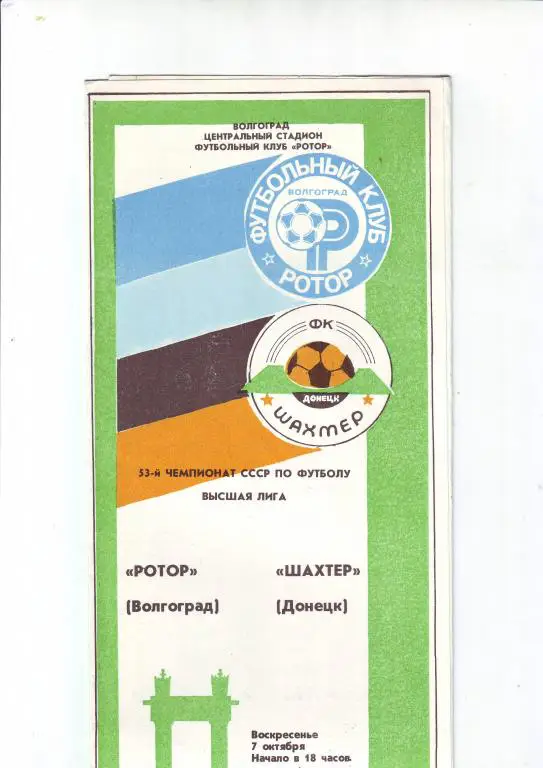 ВОЛГОГРАД
ЦЕНТРАЛЬНЫЙ СТАДИОН
ФУТБОЛЬНЫЙ КЛУБ «РОТОР»
ФУТБОЛЬНЫЙ КЛУБ
ВОЛГОГРАД
РОТОР
ФК
ДОНЕЦК
ШАХТЕР
53-й ЧЕМПИОНАТ СССР ПО ФУТБОЛУ
ВЫСШАЯ ЛИГА
«РОТОР» «ШАХТЕР»
(Волгоград) (Донецк)
Воскресенье
7 октября
Начало в 18 часов